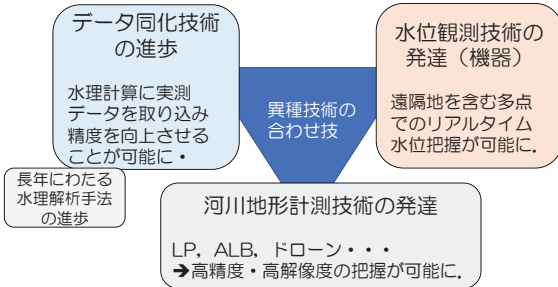 データ同化技術
の進歩
水理計算に実測
データを取り込み
精度を向上させる
ことが可能に・
長年にわたる
水理解析手法
の進歩
異種技術の
合わせ技
水位観測技術の
発達（機器）
遠隔地を含む多点
でのリアルタイム
水位把握が可能に．
河川地形計測技術の発達
LP，ALB，ドローン・・・
➔高精度・高解像度の把握が可能に．